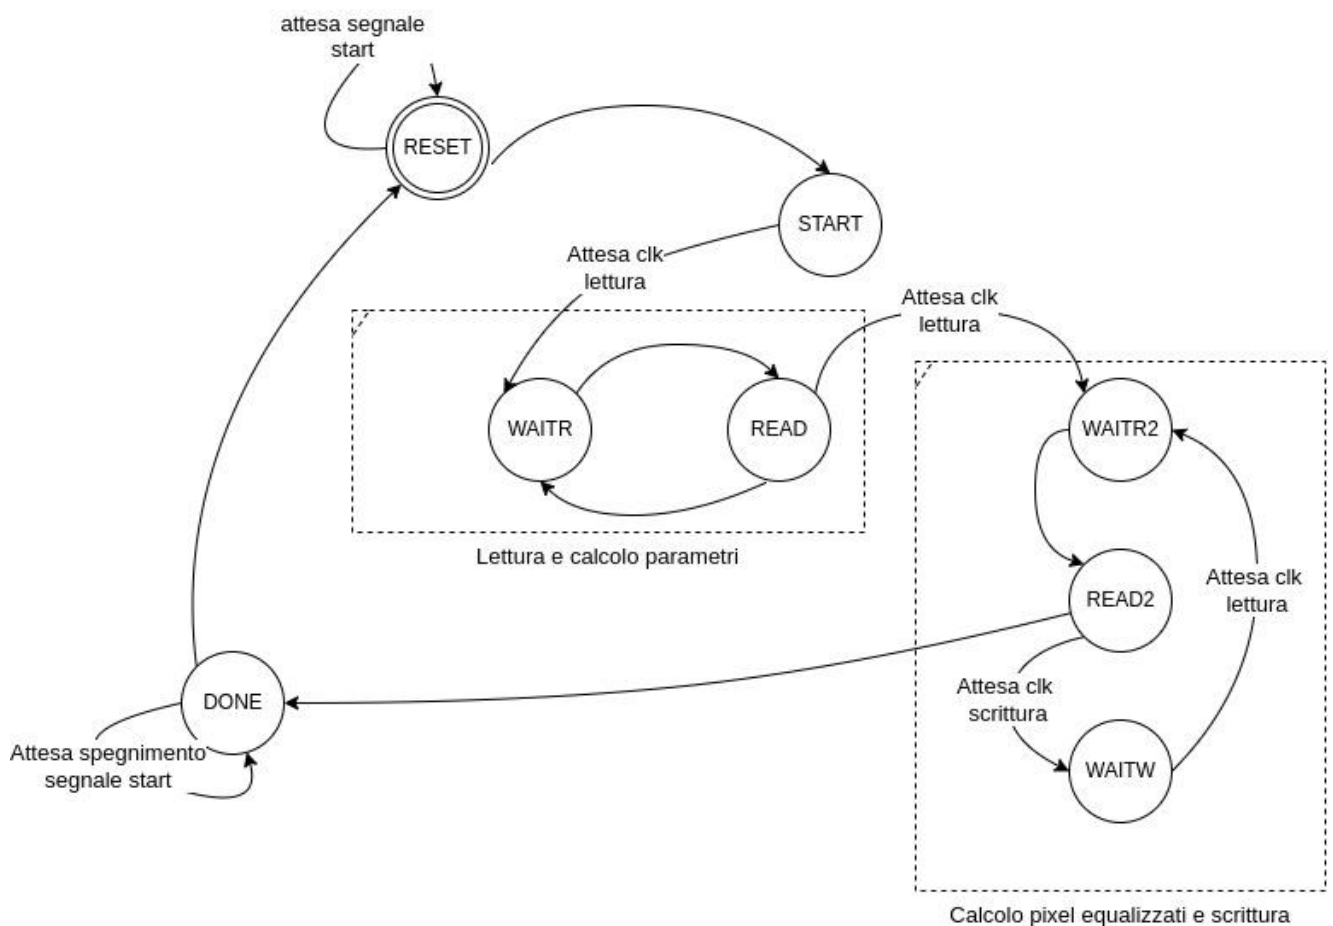 attesa segnale
start
RESET
START
Attesa clk
lettura
Attesa clk
lettura
WAITR
READ
WAITR2
Lettura e calcolo parametri
READ2
Attesa clk
lettura
Attesa clk
scrittura
DONE
Attesa spegnimento
segnale start
WAITW
Calcolo pixel equalizzati e scrittura